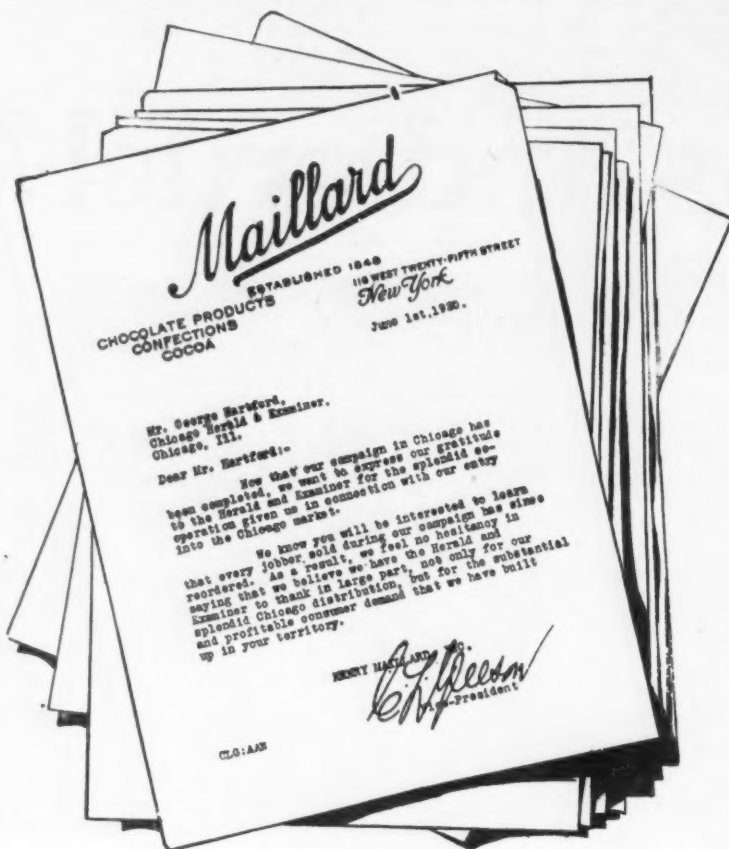 Maillard
ESTABLISHED 1848
CHOCOLATE PRODUCTS
CONFECTIONS
COCOA
116 WEST TWENTY-FIFTH STREET
New York
June 1st, 1920.
Mr. George Hartford,
Chicago Herald & Examiner.
Chicago, Ill.
Dear Mr. Hartford:-
Now that our campaign in Chicago has
been completed, we want to express our gratitude
to the Herald and Examiner for the splendid co-
operation given us in connection with our entry
into the Chicago market.
We know you will be interested to learn
that every jobber sold during our campaign has since
reordered. As a result, we feel no hesitancy in
saying that we believe we have the Herald and
Examiner to thank in large part, not only for our
splendid Chicago distribution, but for the substantial
and profitable consumer demand that we have built
up in your territory.
HENRY MAILLARD
Vice-President
CLG:AAN